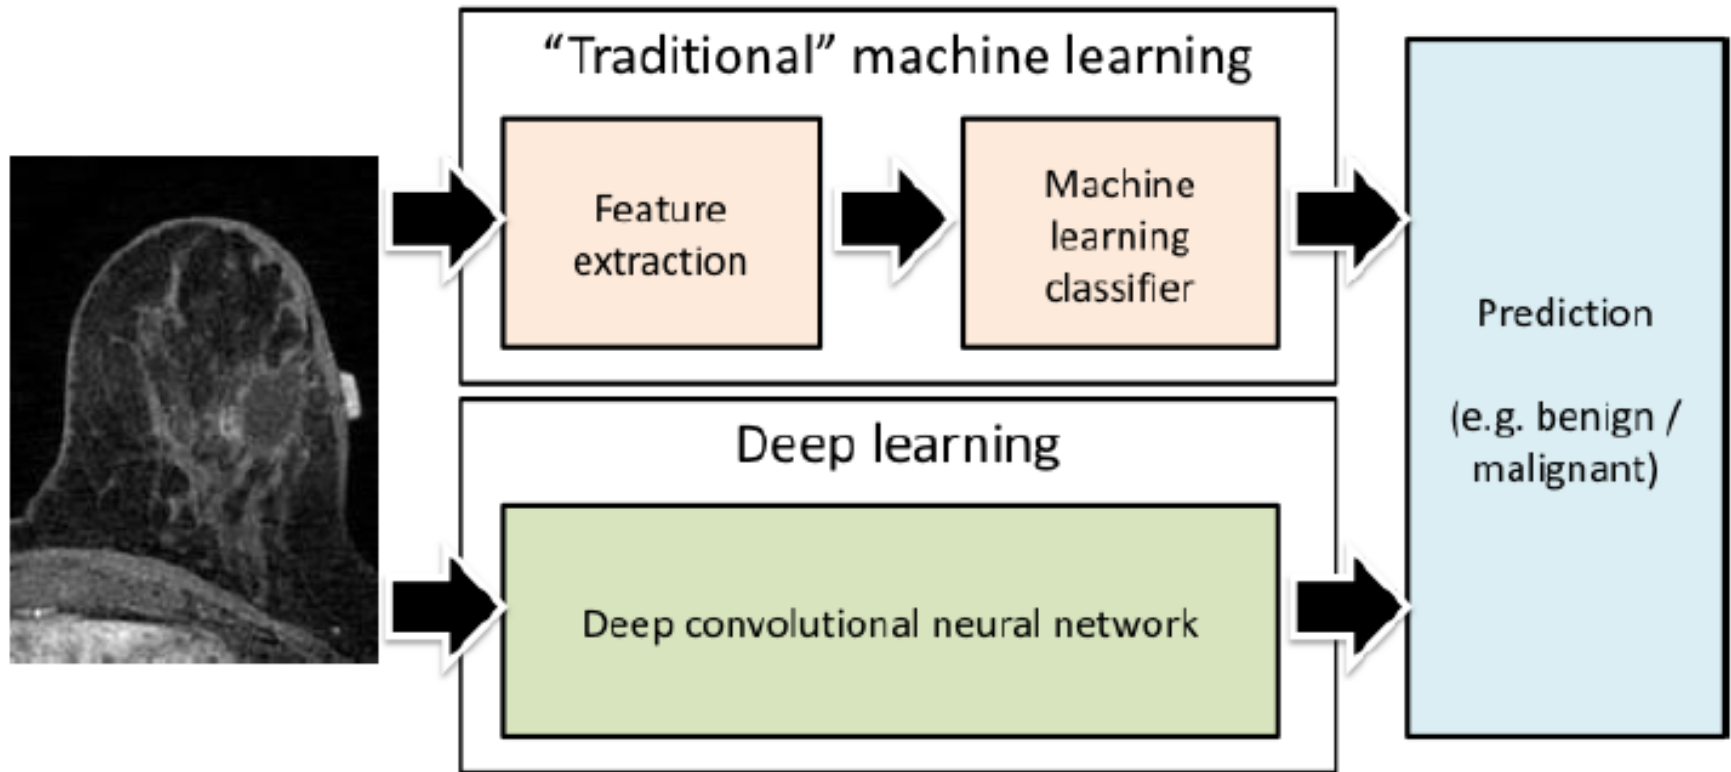 “Traditional” machine learning
Feature
extraction
Machine
learning
classifier
Deep learning
Deep convolutional neural network
Prediction
(e.g. benign /
malignant)